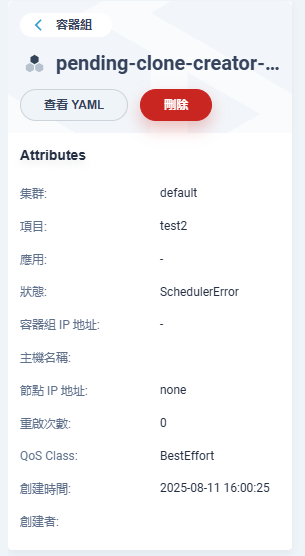 容器組
pending-clone-creator-...
查看 YAML
刪除
Attributes
集群: default
項目: test2
應用: -
狀態: SchedulerError
容器組 IP 地址: -
主機名稱:
節點 IP 地址: none
重啟次數: 0
QoS Class: BestEffort
創建時間: 2025-08-11 16:00:25
創建者: